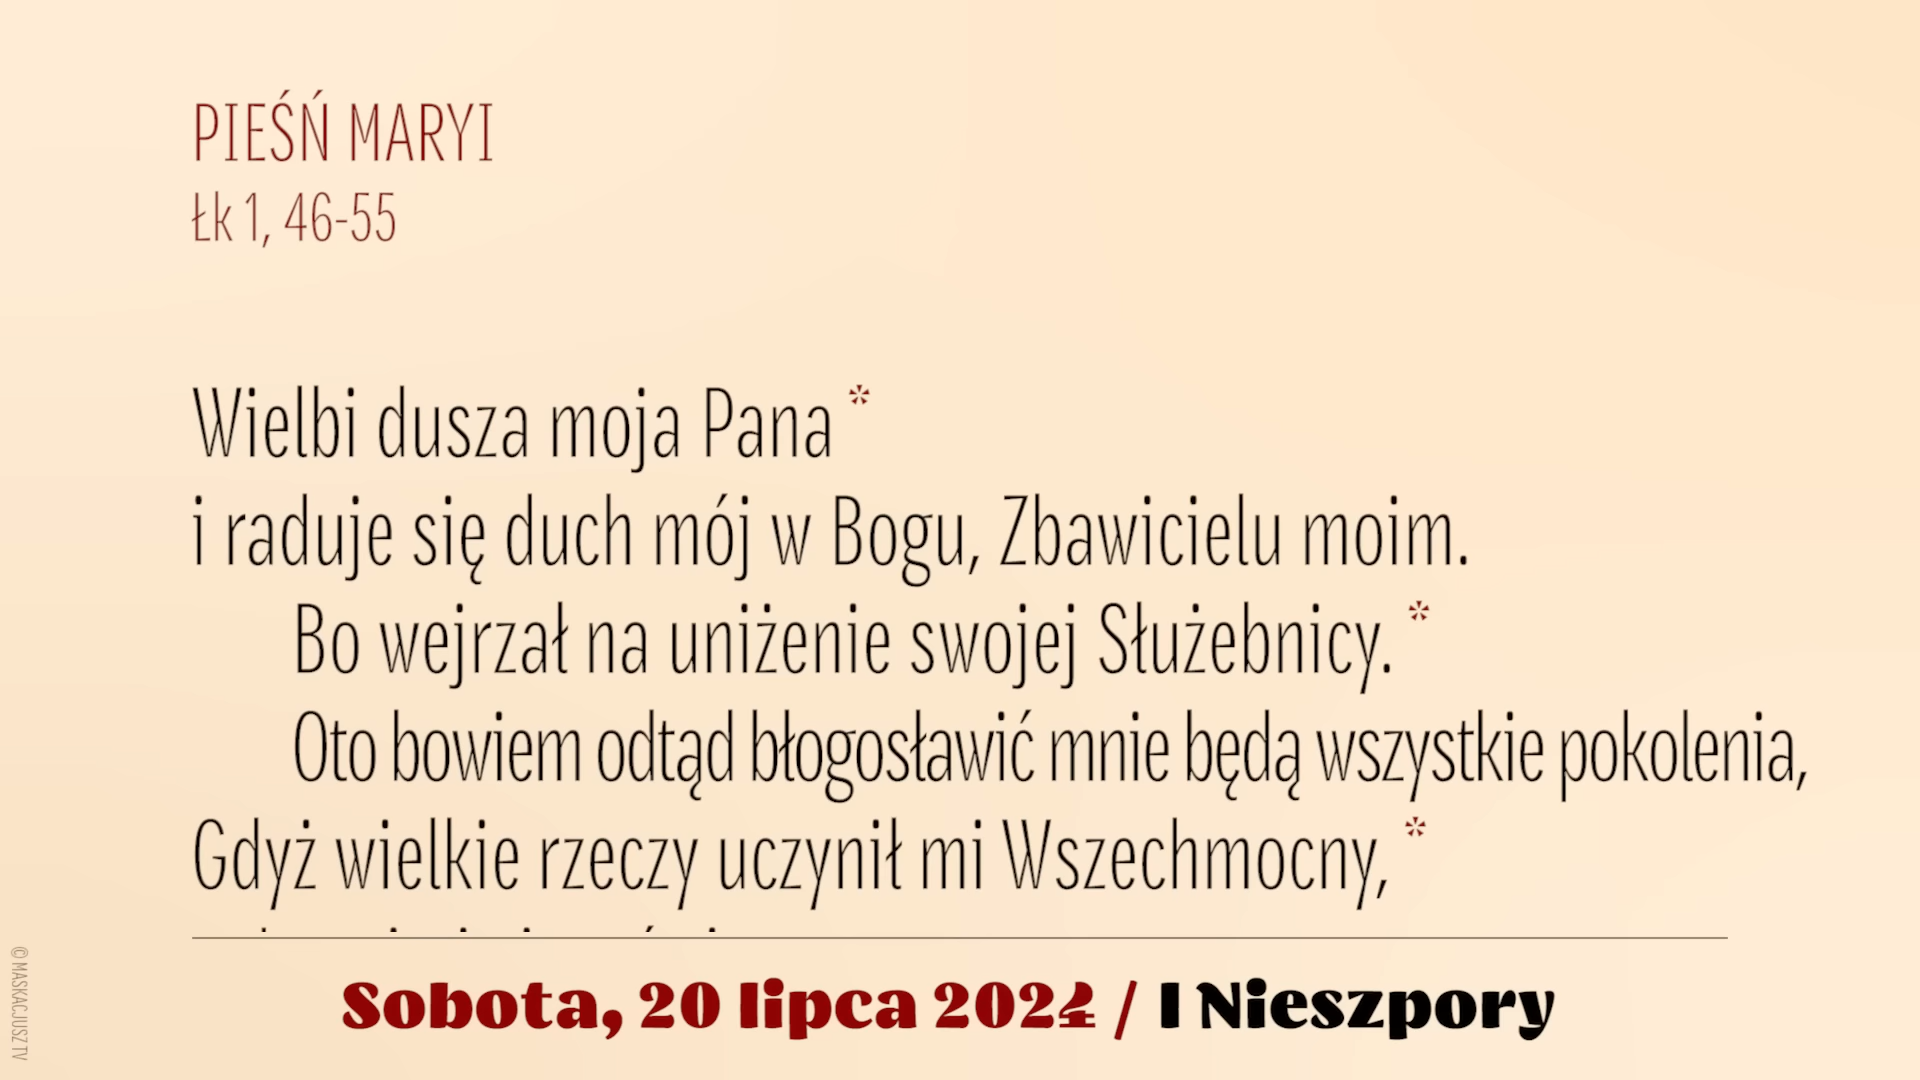 PIEŚŃ MARYI
Łk 1, 46-55
Wielbi dusza moja Pana *
i raduje się duch mój w Bogu, Zbawicielu moim.
Bo wejrzał na uniżenie swojej Służebnicy. *
Oto bowiem odtąd błogosławić mnie będą wszystkie pokolenia,
Gdyż wielkie rzeczy uczynił mi Wszechmocny, *
Sobota, 20 lipca 2024 / I Nieszpory
© MASKACJUSZ TV